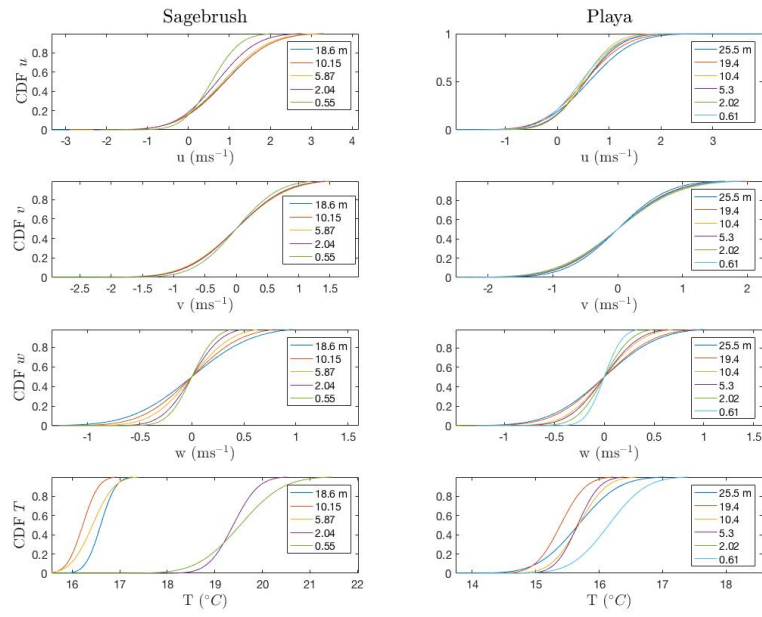 Sagebrush
Playa
CDF u
0.8
0.6
0.4
0.2
0
-3 -2 -1 0 1 2 3 4
u (ms⁻¹)
18.6 m
10.15
5.87
2.04
0.55
1
0.5
0
-1 0 1 2 3
u (ms⁻¹)
25.5 m
19.4
10.4
5.3
2.02
0.61
CDF v
0.8
0.6
0.4
0.2
0
-2.5 -2 -1.5 -1 -0.5 0 0.5 1 1.5
v (ms⁻¹)
18.6 m
10.15
5.87
2.04
0.55
0.8
0.6
0.4
0.2
0
-2 -1 0 1 2
v (ms⁻¹)
25.5 m
19.4
10.4
5.3
2.02
0.61
CDF w
0.8
0.6
0.4
0.2
0
-1 -0.5 0 0.5 1 1.5
w (ms⁻¹)
18.6 m
10.15
5.87
2.04
0.55
0.8
0.6
0.4
0.2
0
-1 -0.5 0 0.5 1 1.5
w (ms⁻¹)
25.5 m
19.4
10.4
5.3
2.02
0.61
CDF T
0.8
0.6
0.4
0.2
0
16 17 18 19 20 21 22
T (°C)
18.6 m
10.15
5.87
2.04
0.55
0.8
0.6
0.4
0.2
0
14 15 16 17 18
T (°C)
25.5 m
19.4
10.4
5.3
2.02
0.61